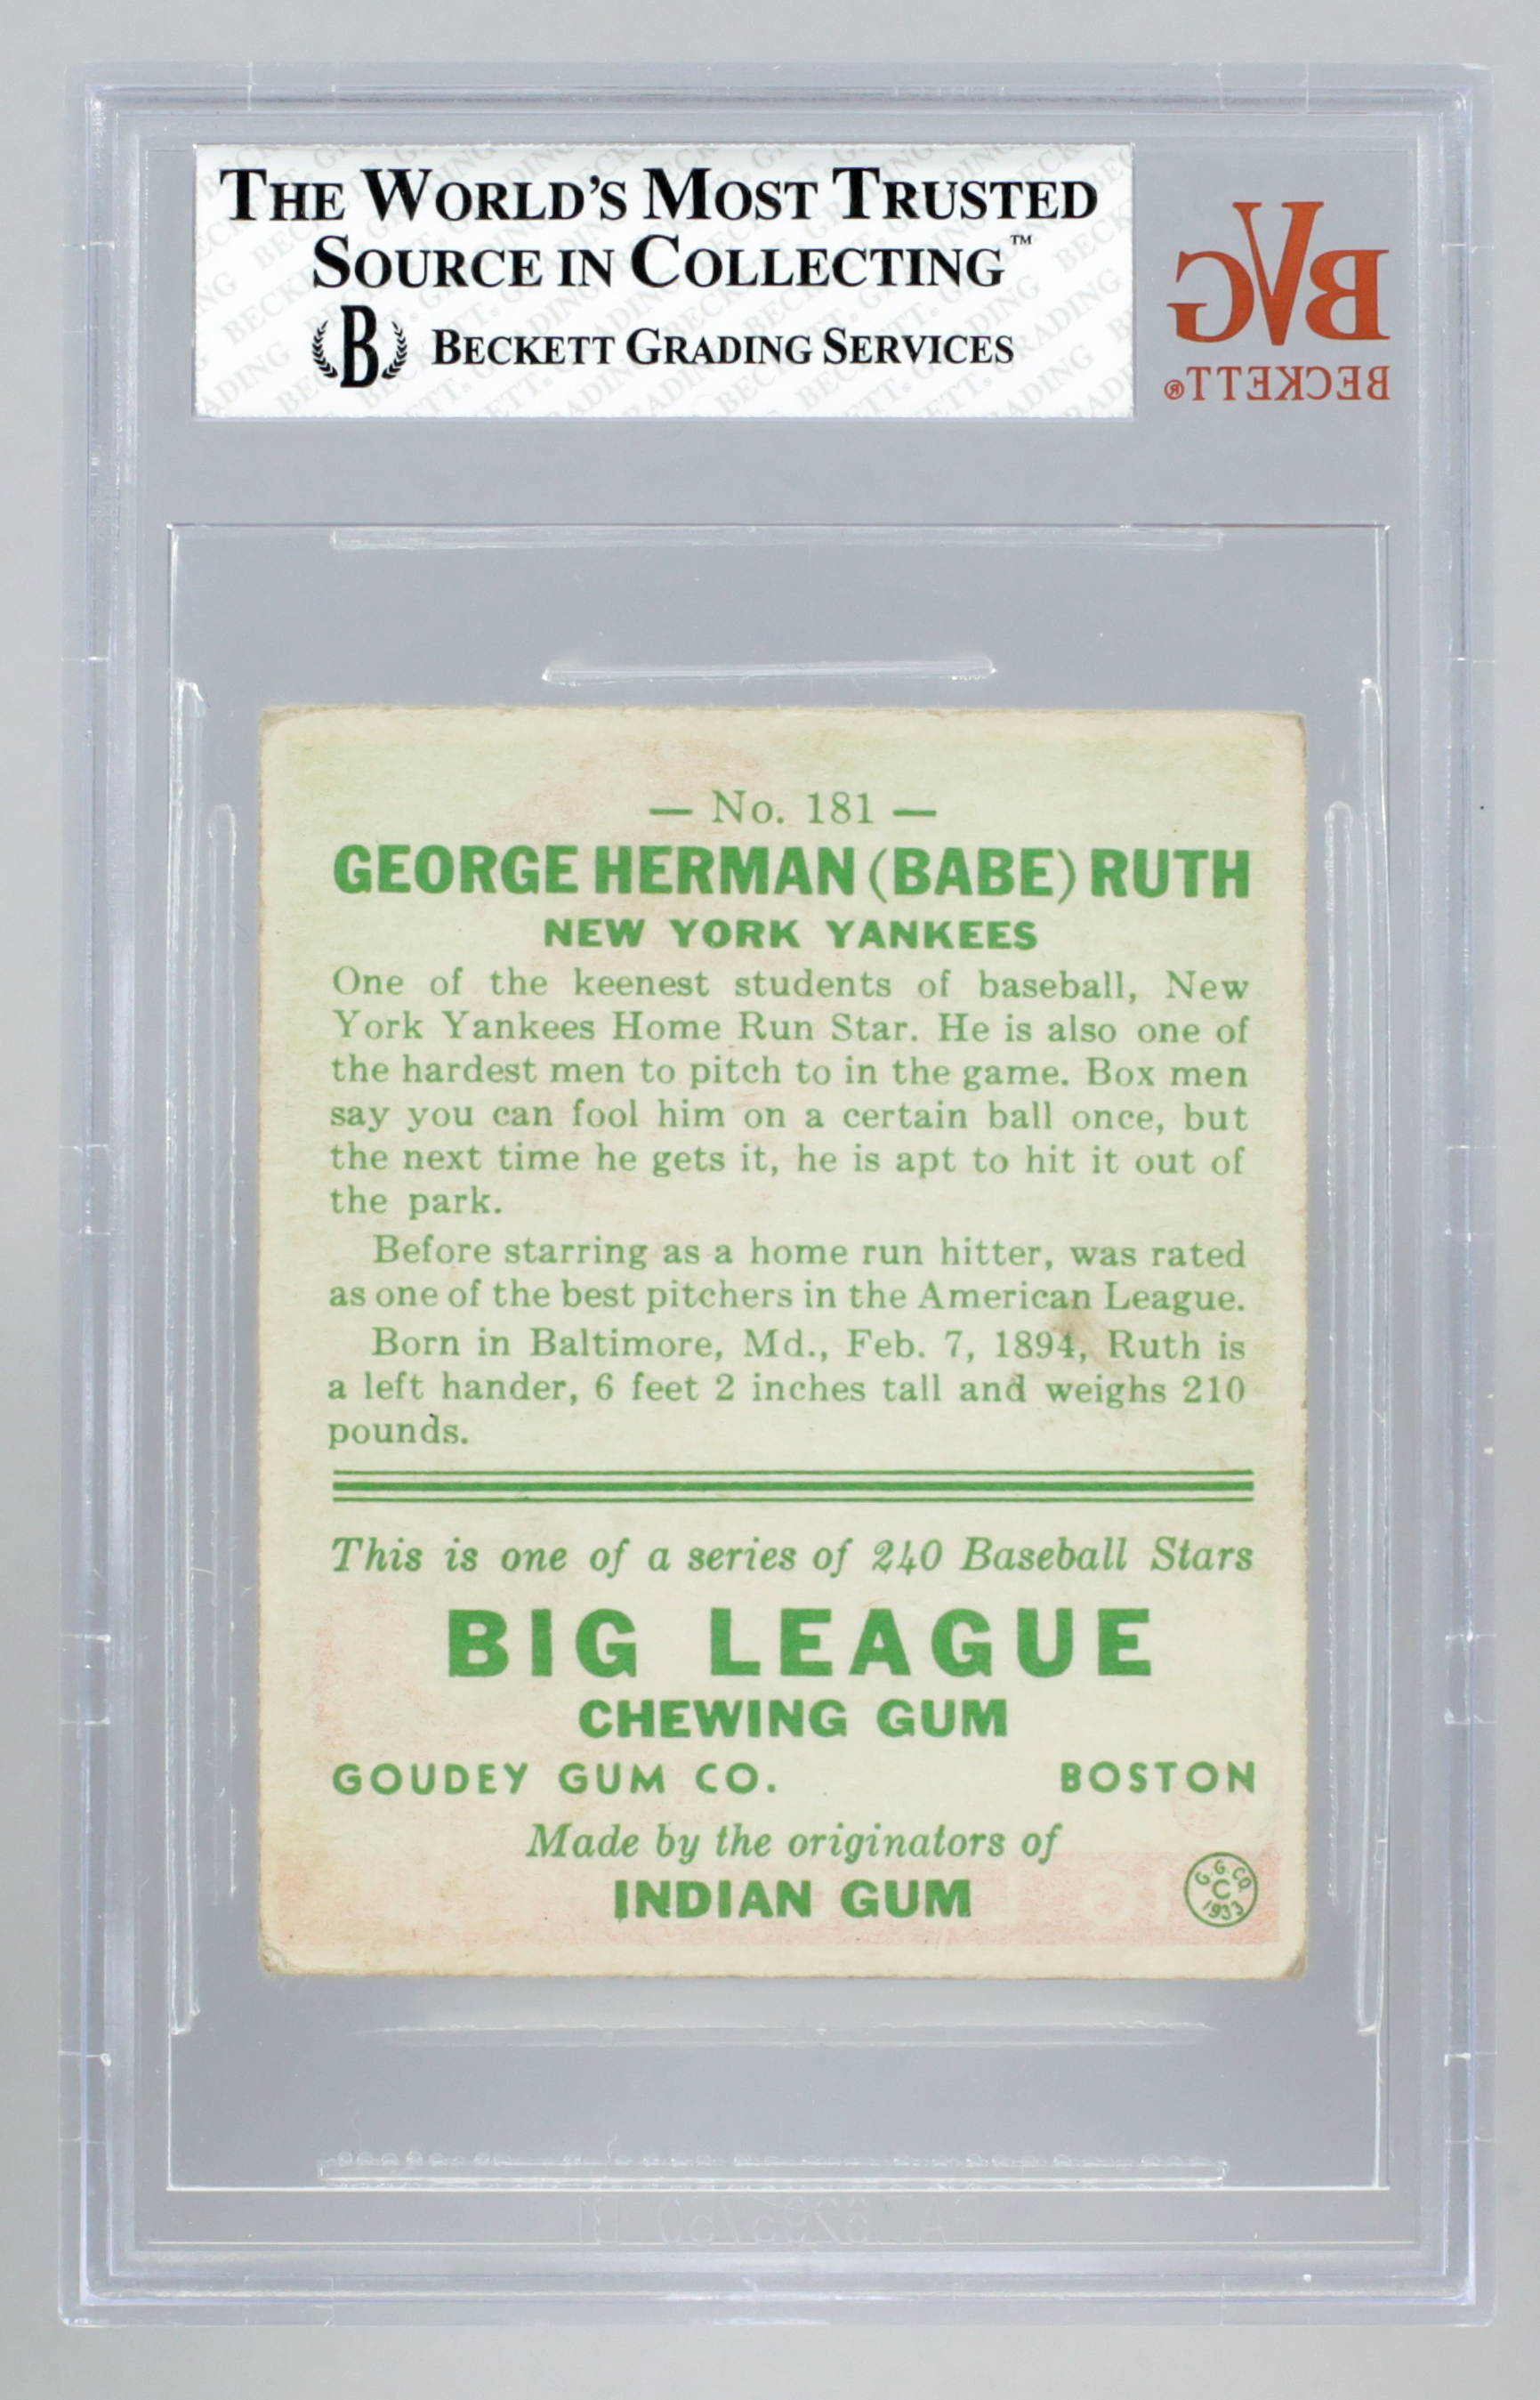 THE WORLD'S MOST TRUSTED
SOURCE IN COLLECTING™
B BECKETT GRADING SERVICES
BVG
BECKETT®
— No. 181 —
GEORGE HERMAN (BABE) RUTH
NEW YORK YANKEES
One of the keenest students of baseball, New
York Yankees Home Run Star. He is also one of
the hardest men to pitch to in the game. Box men
say you can fool him on a certain ball once, but
the next time he gets it, he is apt to hit it out of
the park.
Before starring as a home run hitter, was rated
as one of the best pitchers in the American League.
Born in Baltimore, Md., Feb. 7, 1894, Ruth is
a left hander, 6 feet 2 inches tall and weighs 210
pounds.
This is one of a series of 240 Baseball Stars
BIG LEAGUE
CHEWING GUM
GOUDEY GUM CO. BOSTON
Made by the originators of
INDIAN GUM
G. G. CO.
C
1933